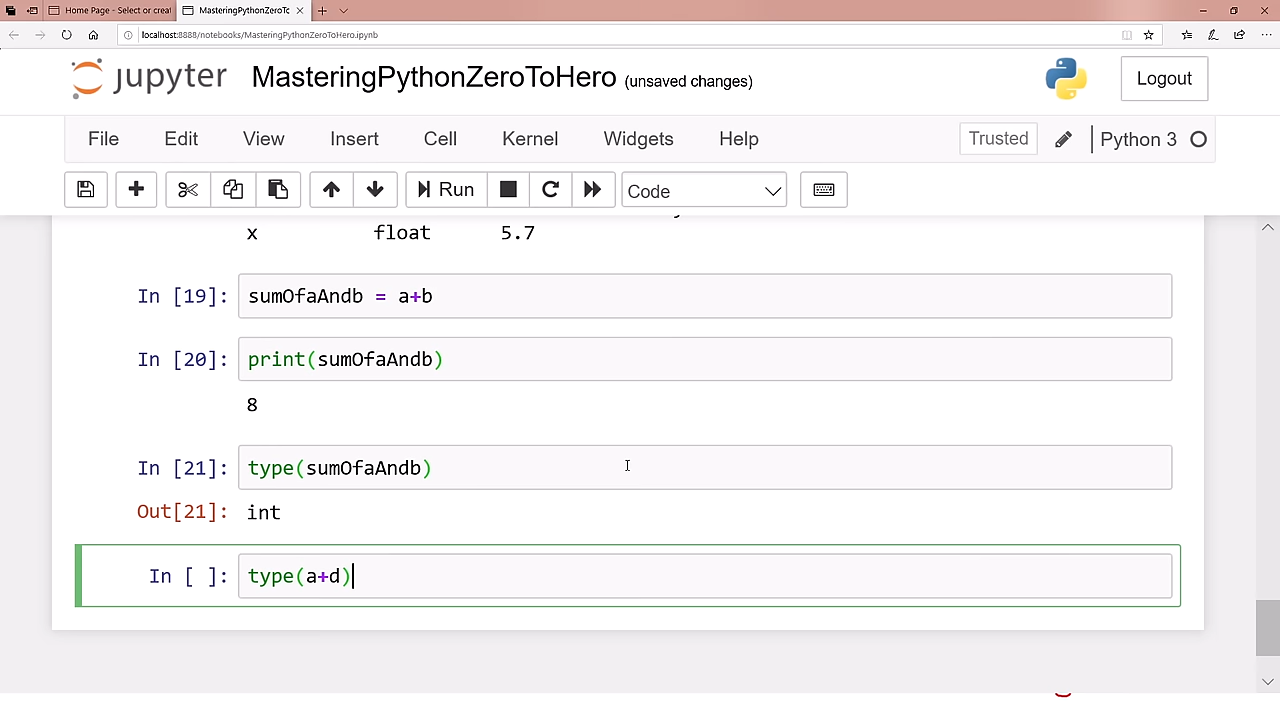 Home Page - Select or creat
MasteringPythonZeroToC
localhost:8888/notebooks/MasteringPythonZeroToHero.ipynb
jupyter MasteringPythonZeroToHero (unsaved changes) Logout
File Edit View Insert Cell Kernel Widgets Help Trusted Python 3
Run Code
x float 5.7
In [19]: sumOfaAndb = a+b
In [20]: print(sumOfaAndb)
8
In [21]: type(sumOfaAndb)
Out[21]: int
In [ ]: type(a+d)